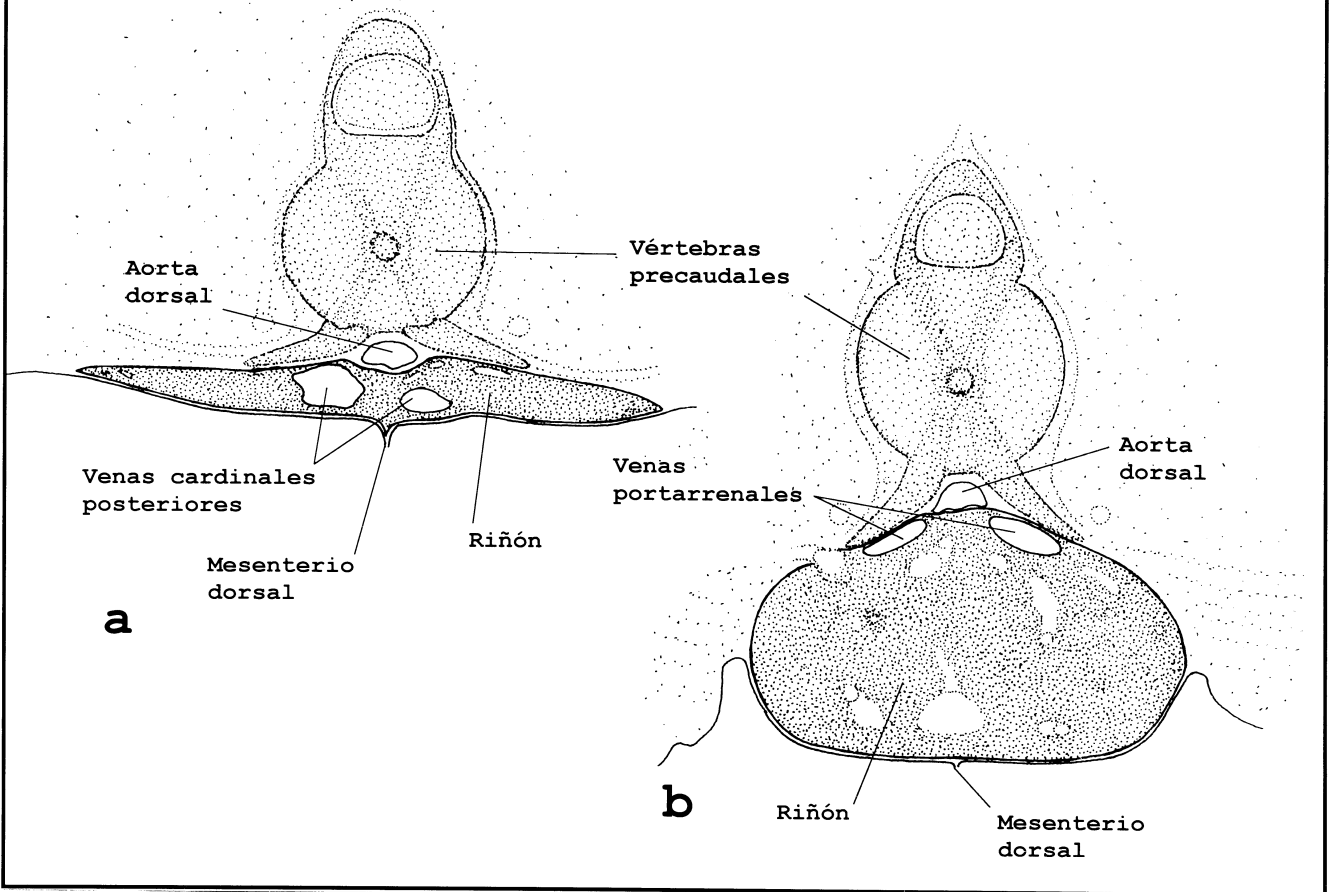 Aorta
dorsal
Vértebras
precaudales
Venas cardinales
posteriores
Mesenterio
dorsal
Riñón
a
Venas
portarrenales
Aorta
dorsal
Riñón
Mesenterio
dorsal
b